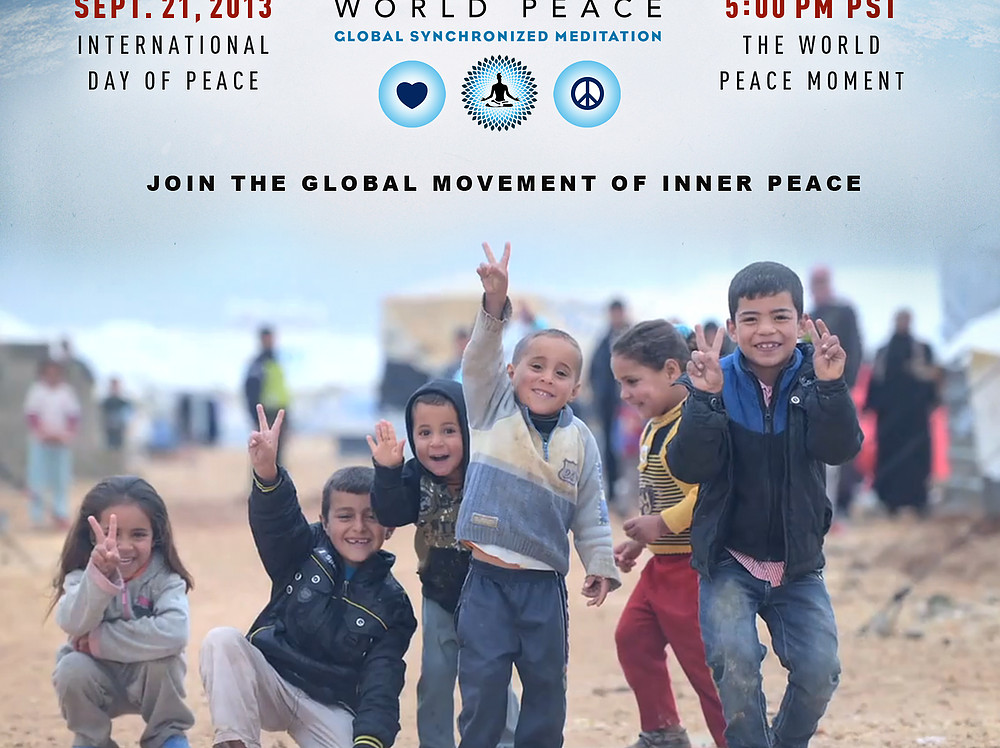 SEPT. 21, 2013
INTERNATIONAL
DAY OF PEACE
WORLD PEACE
GLOBAL SYNCHRONIZED MEDITATION
5:00 PM PST
THE WORLD
PEACE MOMENT
JOIN THE GLOBAL MOVEMENT OF INNER PEACE